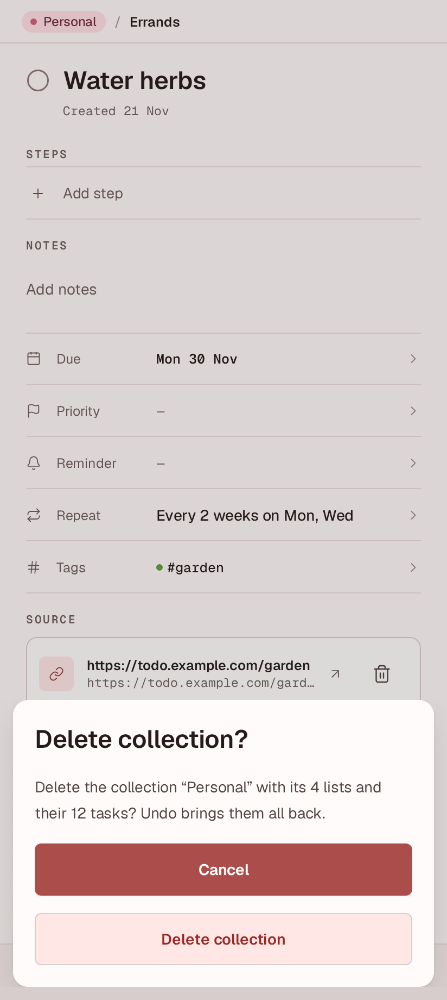 Personal / Errands
Water herbs
Created 21 Nov
STEPS
+ Add step
NOTES
Add notes
Due Mon 30 Nov
Priority –
Reminder –
Repeat Every 2 weeks on Mon, Wed
Tags #garden
SOURCE
https://todo.example.com/garden
https://todo.example.com/gard…
Delete collection?
Delete the collection “Personal” with its 4 lists and
their 12 tasks? Undo brings them all back.
Cancel
Delete collection